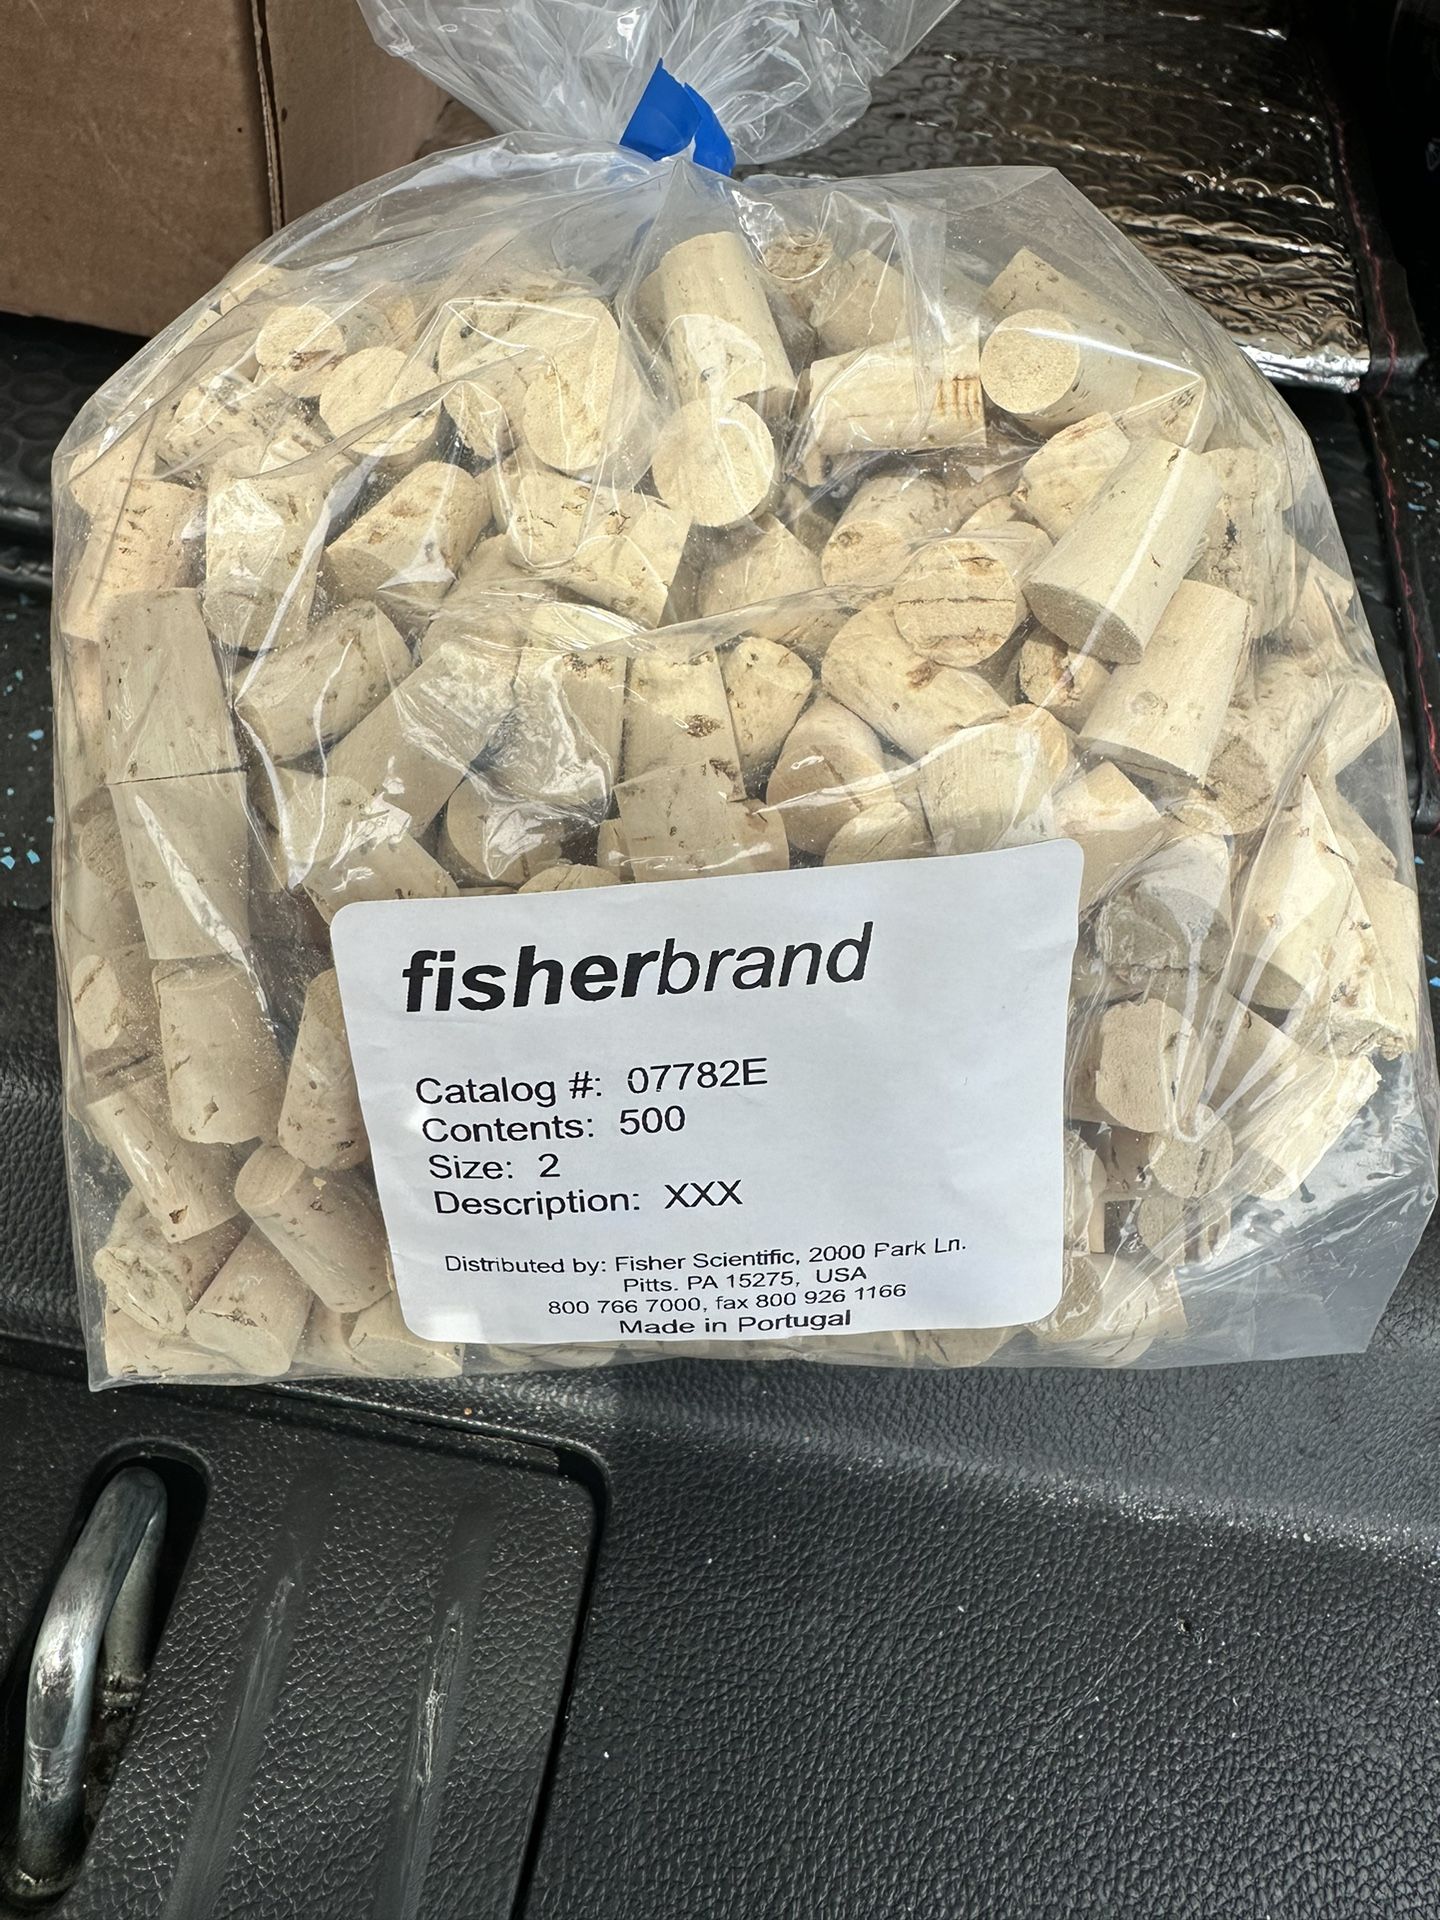 fisherbrand
Catalog #: 07782E
Contents: 500
Size: 2
Description: XXX
Distributed by: Fisher Scientific, 2000 Park Ln.
Pitts. PA 15275, USA
800 766 7000, fax 800 926 1166
Made in Portugal